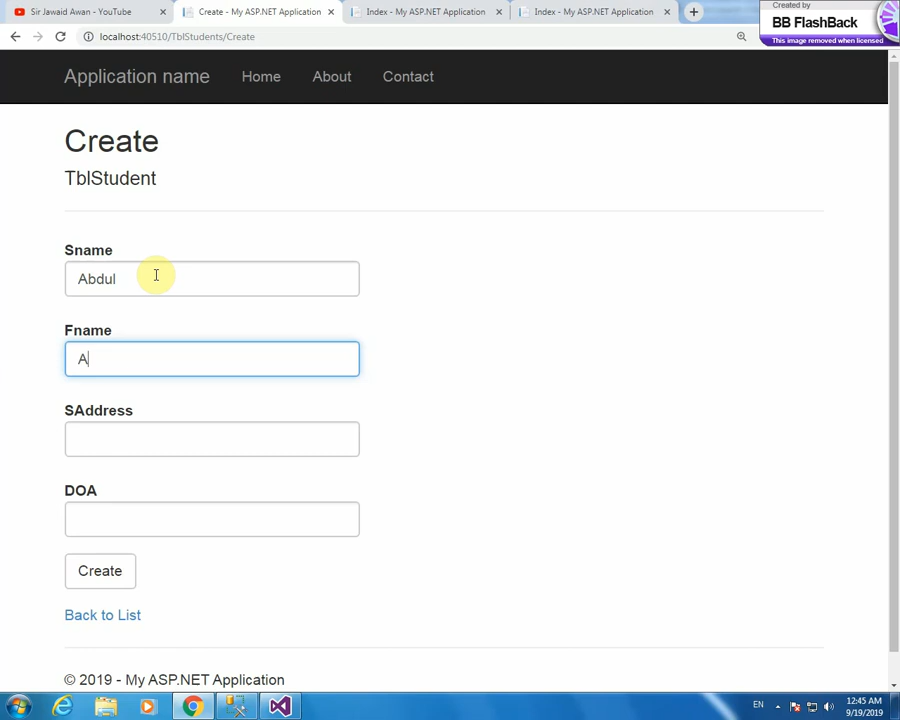 Sir Jawaid Awan - YouTube
Create - My ASP.NET Application
Index - My ASP.NET Application
Index - My ASP.NET Application
Created by
BB FlashBack
This image removed when licensed
localhost:40510/TblStudents/Create
Application name
Home
About
Contact
Create
TblStudent
Sname
Abdul
Fname
A
SAddress
DOA
Create
Back to List
© 2019 - My ASP.NET Application
EN
12:45 AM
9/19/2019